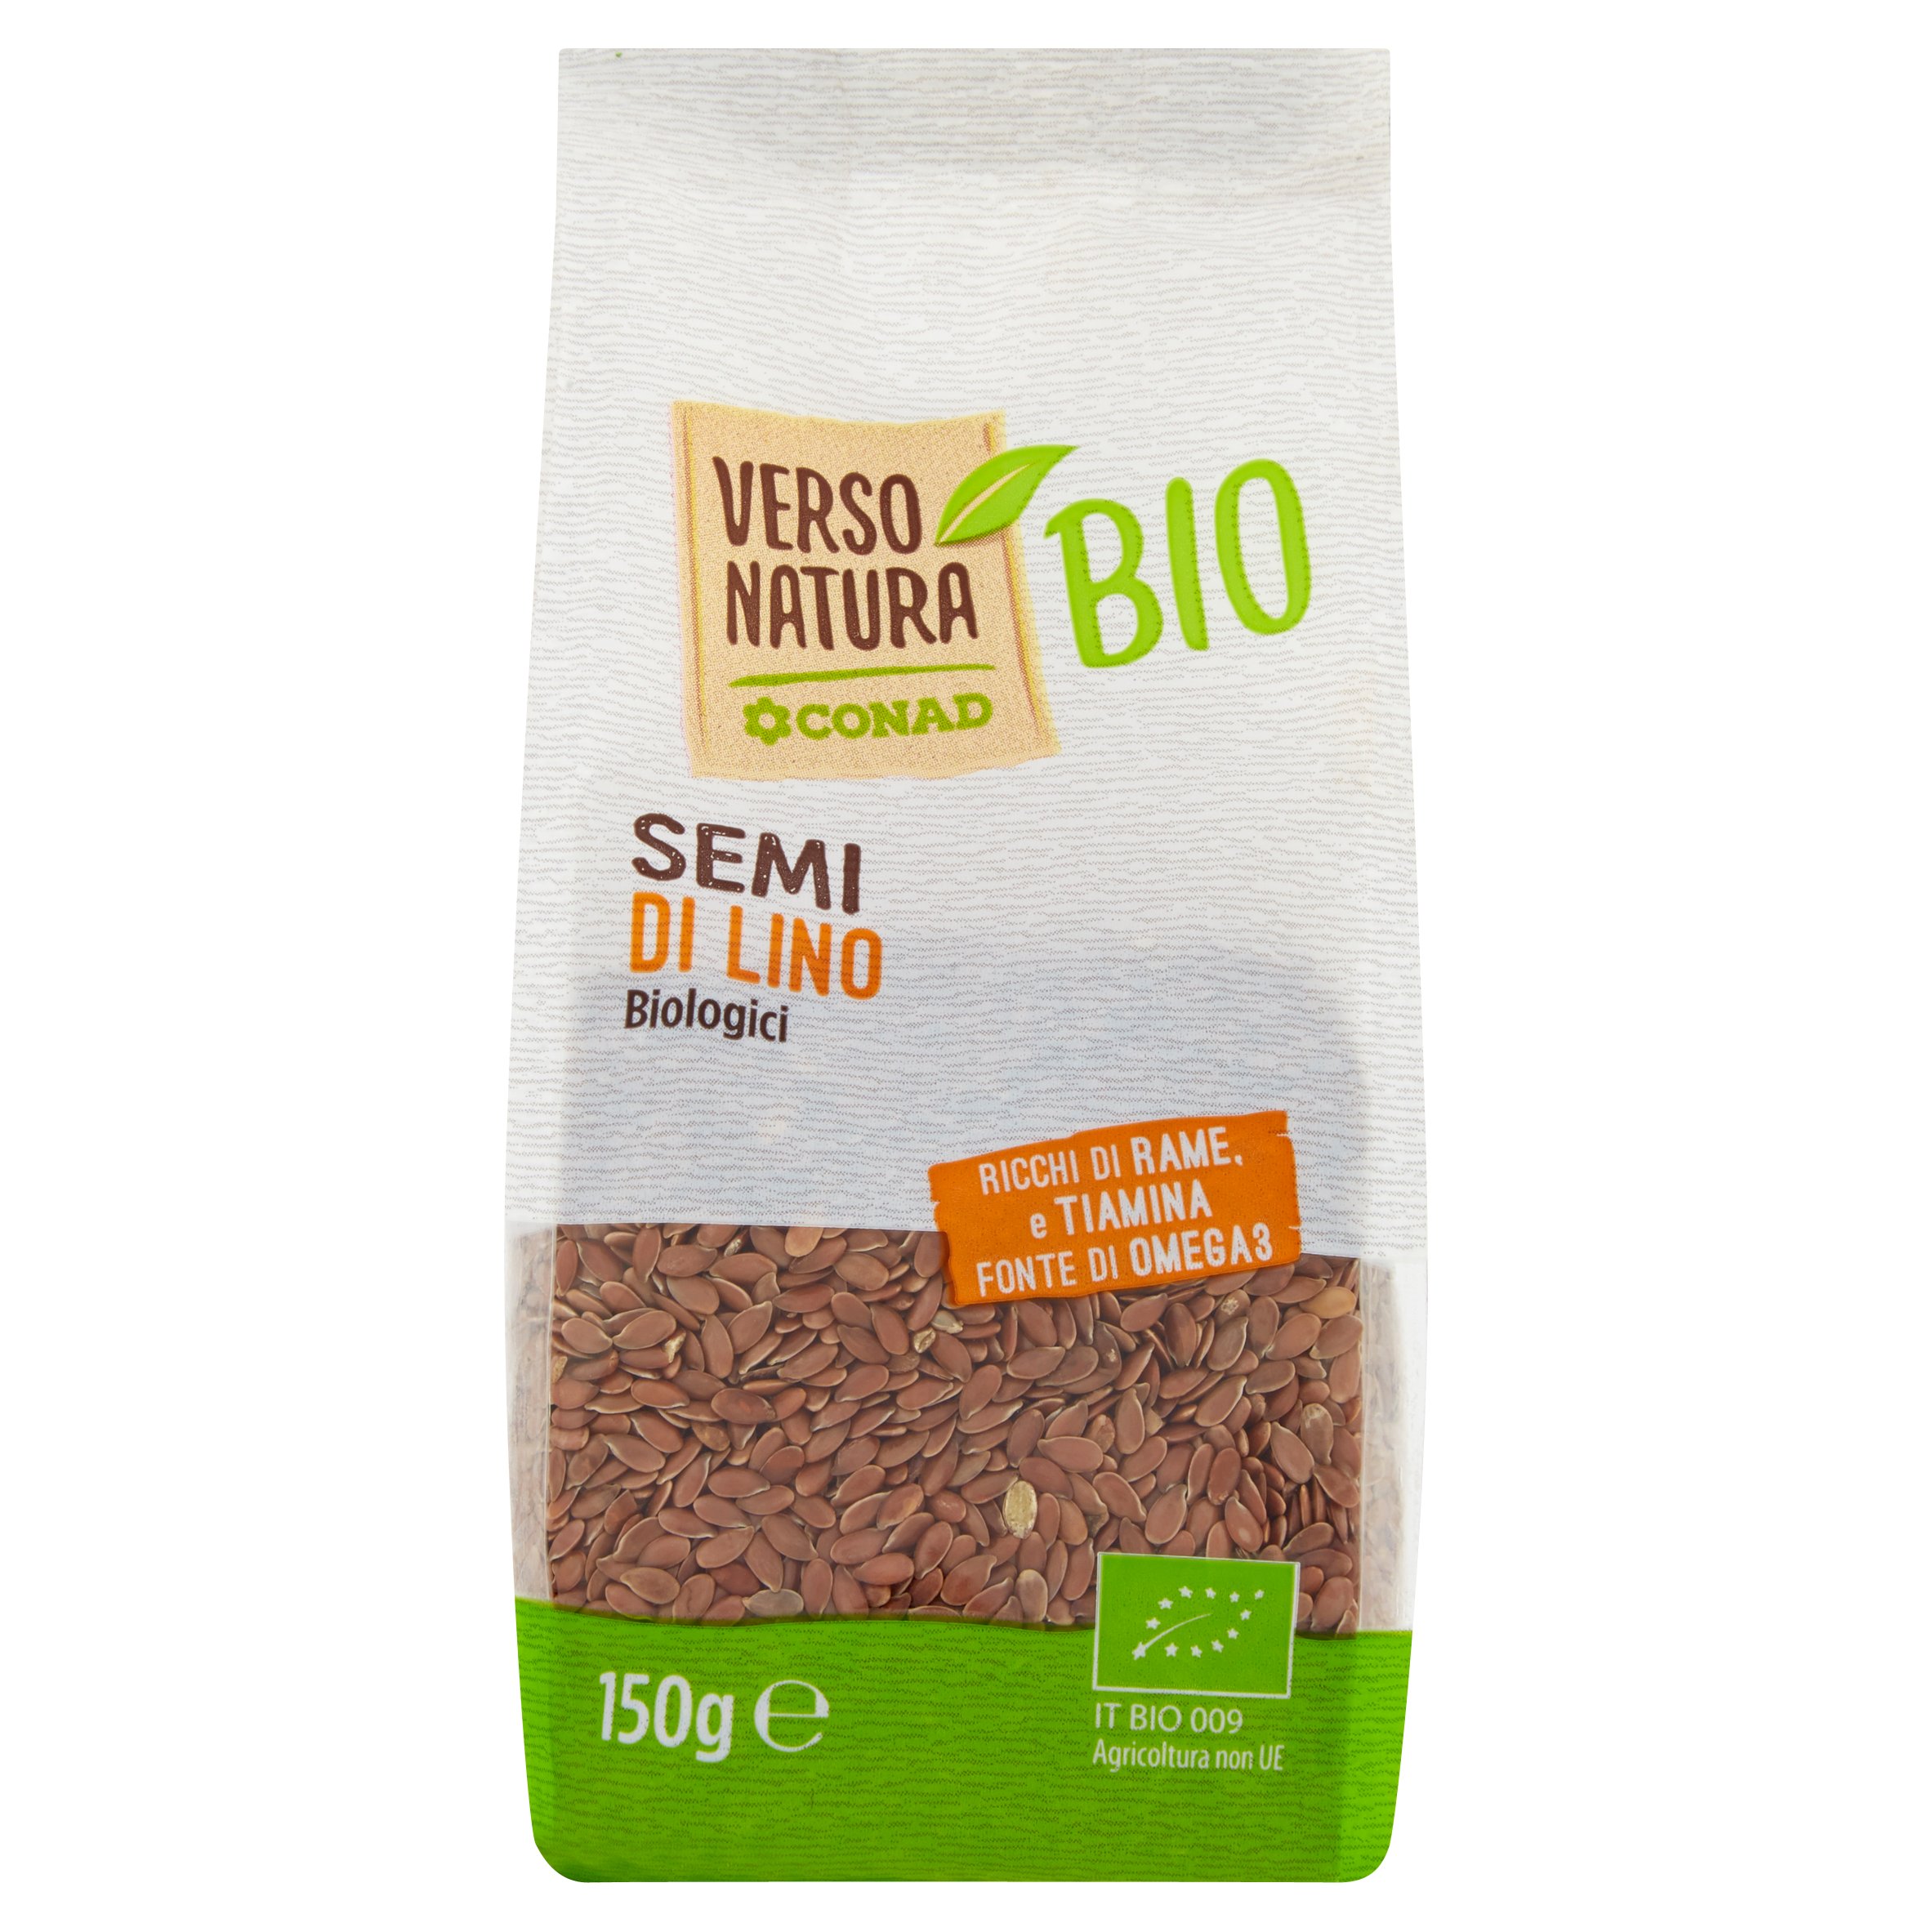 VERSO
NATURA
CONAD
BIO
SEMI
DI LINO
Biologici
RICCHI DI RAME,
e TIAMINA
FONTE DI OMEGA3
150g ℮
IT BIO 009
Agricoltura non UE